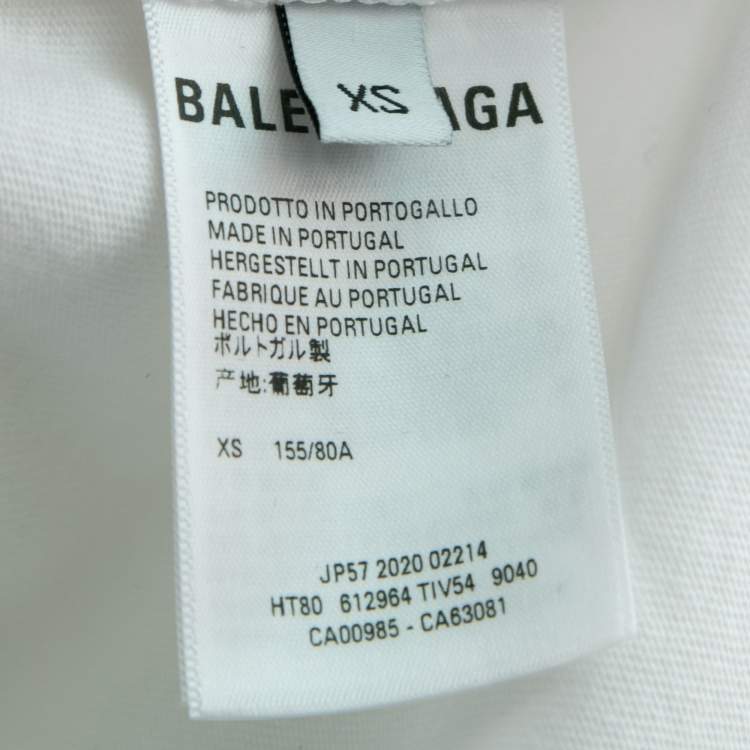 XS
BALE AGA
PRODOTTO IN PORTOGALLO
MADE IN PORTUGAL
HERGESTELLT IN PORTUGAL
FABRIQUE AU PORTUGAL
HECHO EN PORTUGAL
ポルトガル製
产地:葡萄牙
XS 155/80A
JP57 2020 02214
HT80 612964 TIV54 9040
CA00985 - CA63081